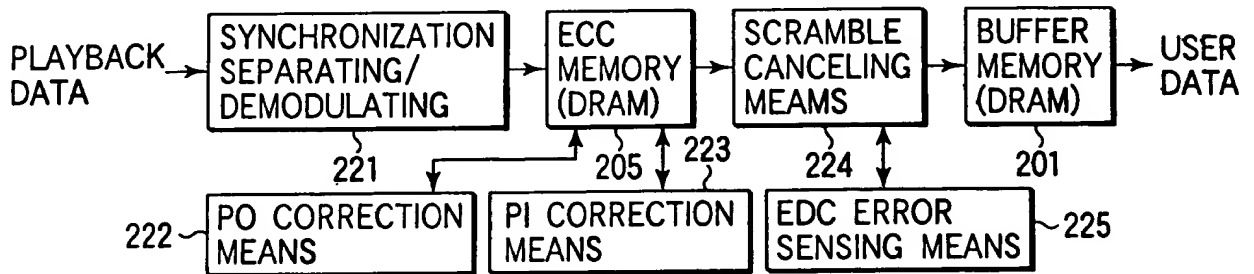 PLAYBACK
DATA
SYNCHRONIZATION
SEPARATING/
DEMODULATING
ECC
MEMORY
(DRAM)
SCRAMBLE
CANCELING
MEAMS
BUFFER
MEMORY
(DRAM)
USER
DATA
221
205
223
224
201
222
PO CORRECTION
MEANS
PI CORRECTION
MEANS
EDC ERROR
SENSING MEANS
225